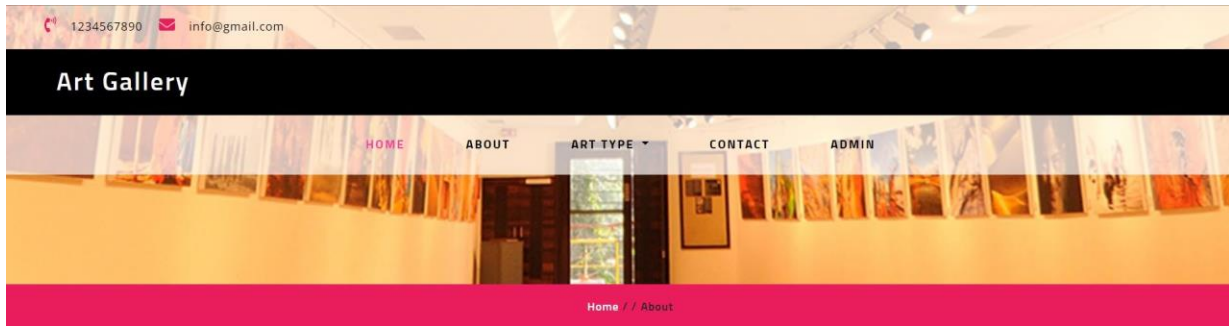 1234567890 info@gmail.com
Art Gallery
HOME ABOUT ART TYPE CONTACT ADMIN
Home / / About